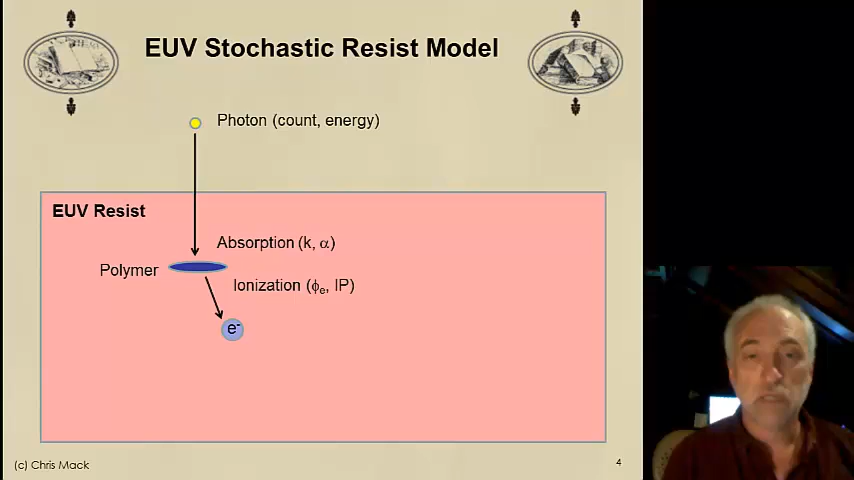 EUV Stochastic Resist Model
Photon (count, energy)
EUV Resist
Absorption (k, α)
Polymer
Ionization (ϕe, IP)
e-
(c) Chris Mack
4